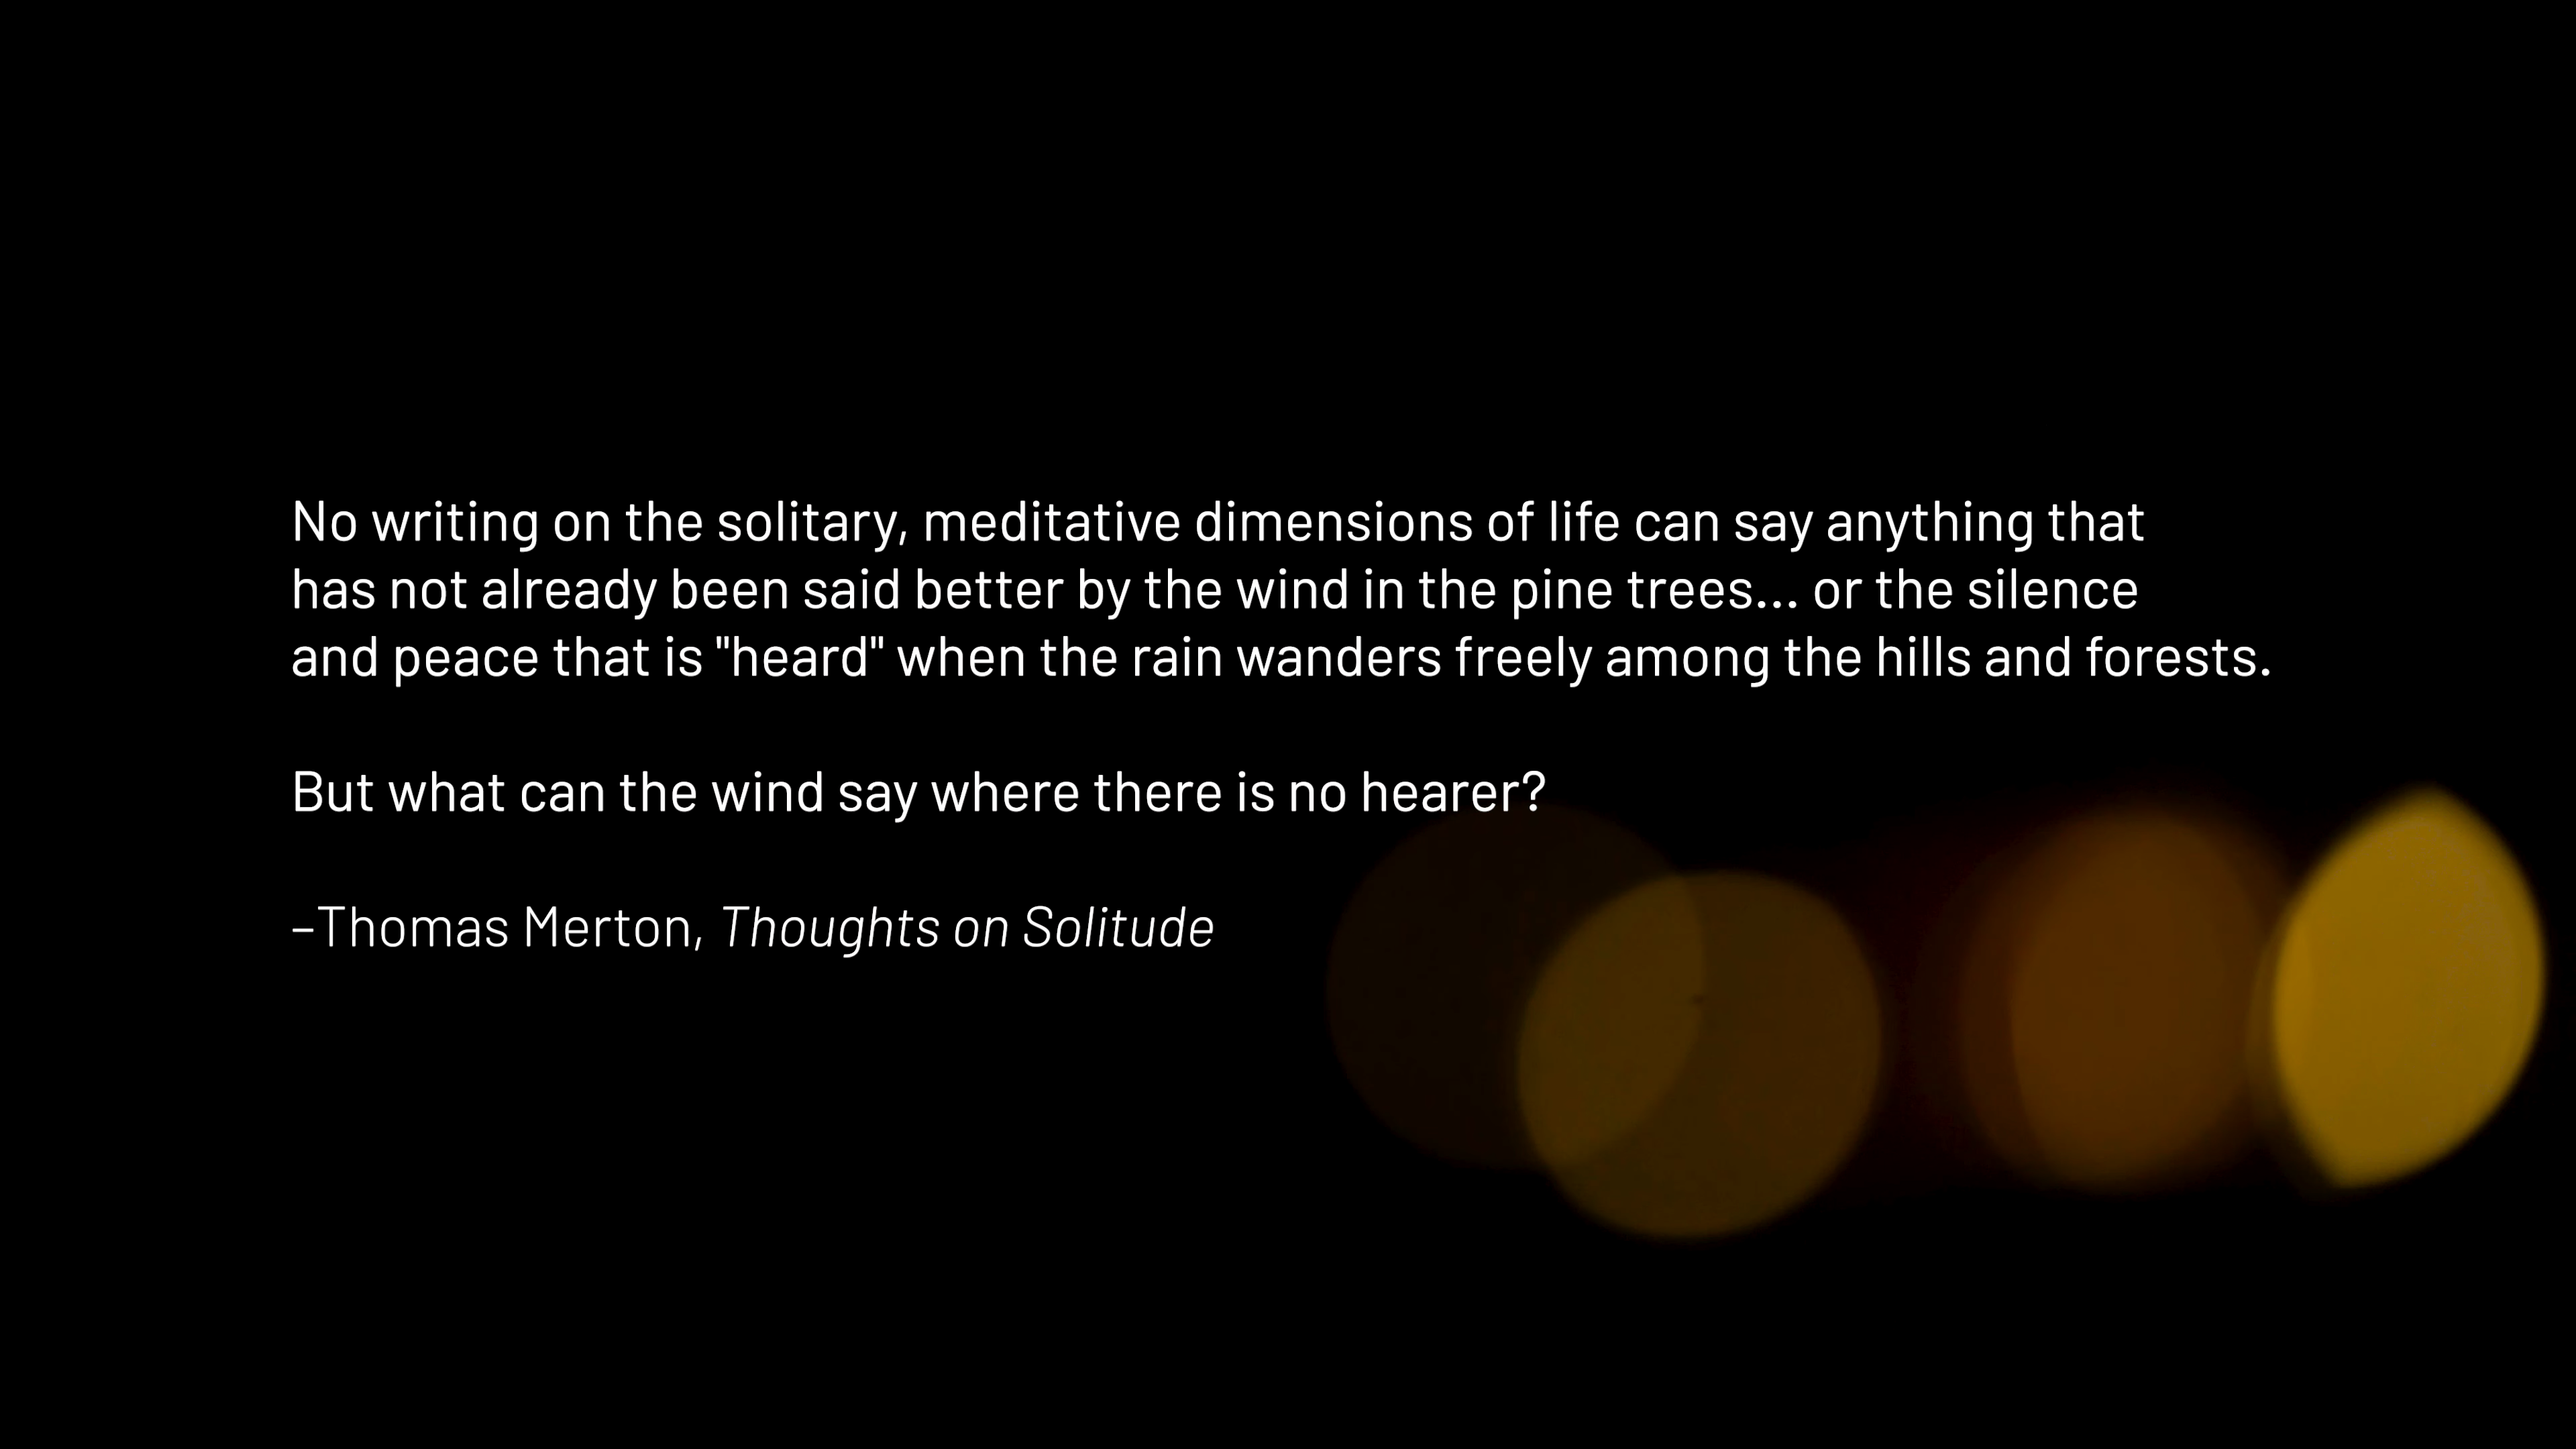 No writing on the solitary, meditative dimensions of life can say anything that
has not already been said better by the wind in the pine trees... or the silence
and peace that is "heard" when the rain wanders freely among the hills and forests.
But what can the wind say where there is no hearer?
–Thomas Merton, Thoughts on Solitude